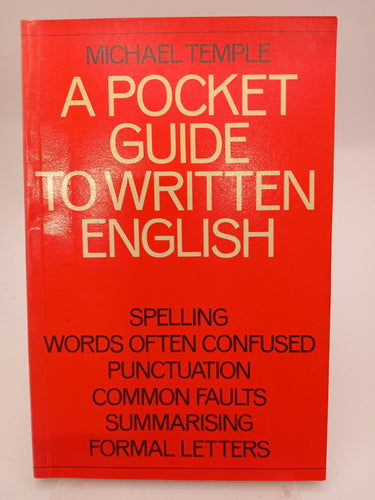 MICHAEL TEMPLE
A POCKET
GUIDE
TO WRITTEN
ENGLISH
SPELLING
WORDS OFTEN CONFUSED
PUNCTUATION
COMMON FAULTS
SUMMARISING
FORMAL LETTERS